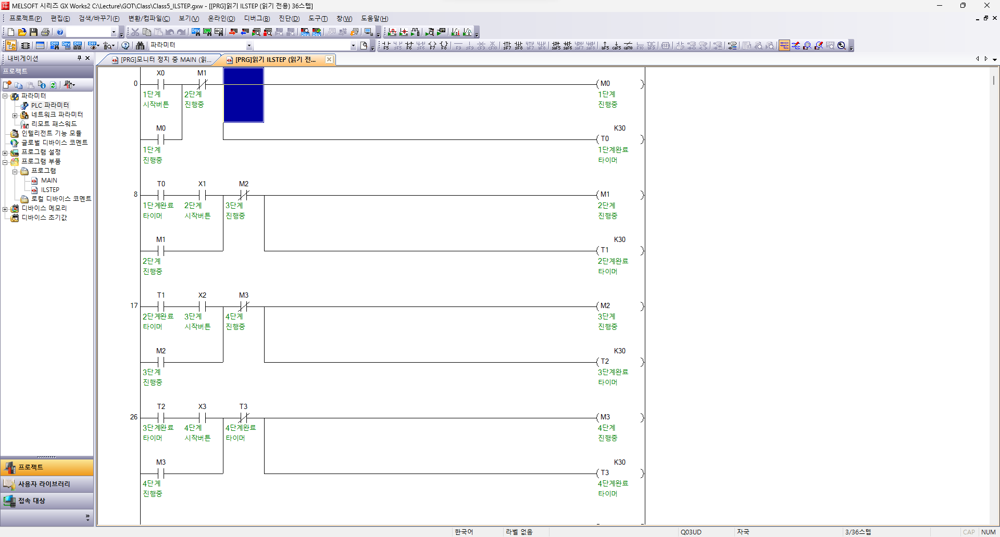 MELSOFT 시리즈 GX Works2 C:\Lecture\GOT\Class\Class5_ILSTEP.gxw - [[PRG]읽기 ILSTEP (읽기 전용) 36스텝]
프로젝트(P) 편집(E) 검색/바꾸기(F) 변환/컴파일(C) 보기(V) 온라인(O) 디버그(B) 진단(D) 도구(T) 창(W) 도움말(H)
파라미터
내비게이션
[PRG]모니터 정지 중 MAIN (읽...
[PRG]읽기 ILSTEP (읽기 전...
프로젝트
파라미터
PLC 파라미터
네트워크 파라미터
리모트 패스워드
인텔리전트 기능 모듈
글로벌 디바이스 코멘트
프로그램 설정
프로그램 부품
프로그램
MAIN
ILSTEP
로컬 디바이스 코멘트
디바이스 메모리
디바이스 초기값
프로젝트
사용자 라이브러리
접속 대상
X0 M1
0 M0
1단계 2단계 1단계
시작버튼 진행중 진행중
M0 K30
T0
1단계 1단계완료
진행중 타이머
T0 X1 M2
8 M1
1단계완료 2단계 3단계 2단계
타이머 시작버튼 진행중 진행중
M1 K30
T1
2단계 2단계완료
진행중 타이머
T1 X2 M3
17 M2
2단계완료 3단계 4단계 3단계
타이머 시작버튼 진행중 진행중
M2 K30
T2
3단계 3단계완료
진행중 타이머
T2 X3 T3
26 M3
3단계완료 4단계 4단계완료 4단계
타이머 시작버튼 타이머 진행중
M3 K30
T3
4단계 4단계완료
진행중 타이머
한국어 라벨 없음 Q03UD 자국 3/36스텝 CAP NUM